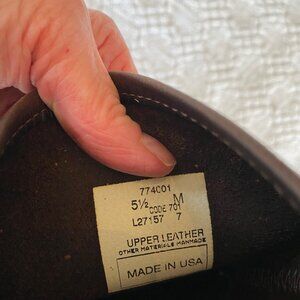 774001
5½ CODE 701 M
L27157 7
UPPER LEATHER
OTHER MATERIALS MANMADE
MADE IN USA